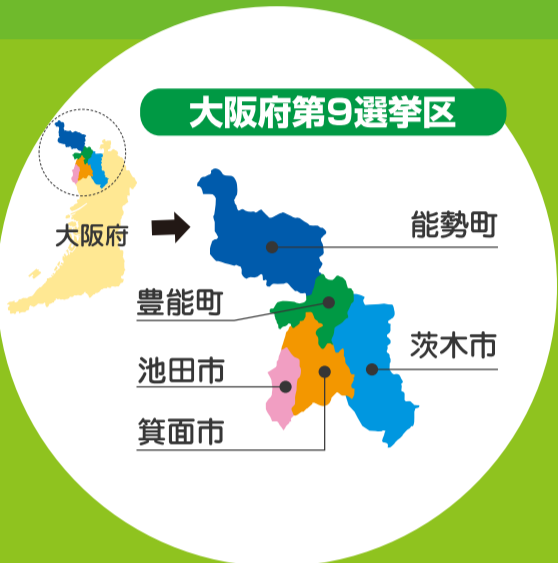 大阪府第9選挙区
大阪府
能勢町
豊能町
茨木市
池田市
箕面市